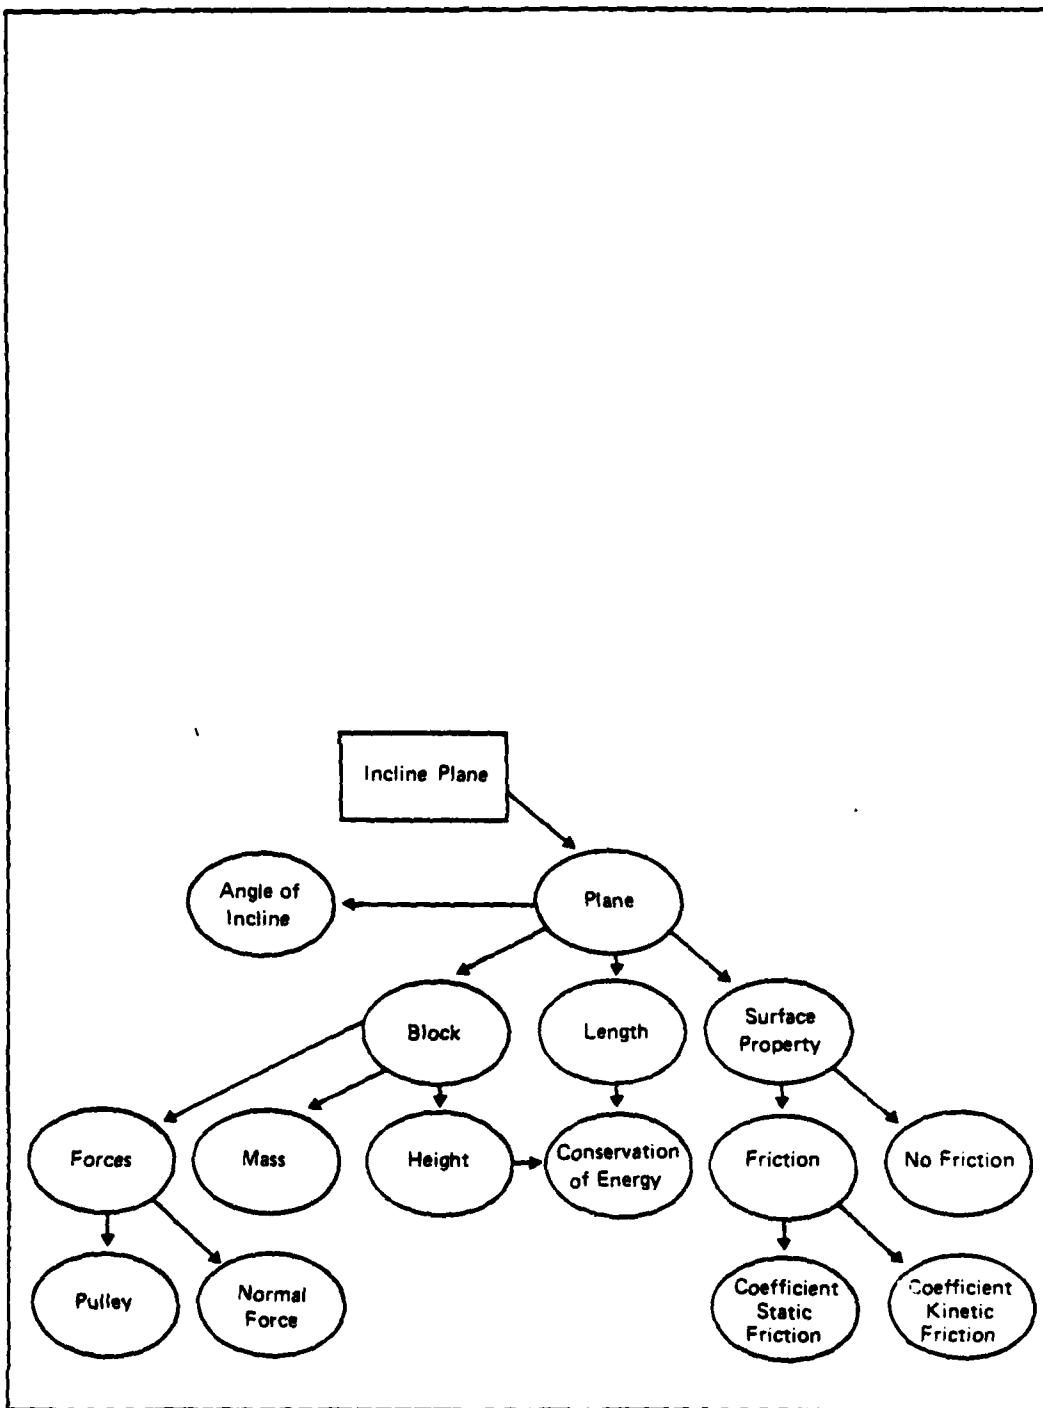 Incline Plane
Angle of
Incline
Plane
Block
Length
Surface
Property
Forces
Mass
Height
Conservation
of Energy
Friction
No Friction
Pulley
Normal
Force
Coefficient
Static
Friction
Coefficient
Kinetic
Friction